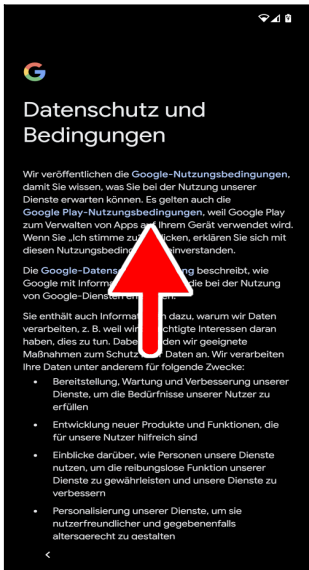 Datenschutz und
Bedingungen
Wir veröffentlichen die Google-Nutzungsbedingungen,
damit Sie wissen, was Sie bei der Nutzung unserer
Dienste erwarten können. Es gelten auch die
Google Play-Nutzungsbedingungen, weil Google Play
zum Verwalten von Apps auf Ihrem Gerät verwendet wird.
Wenn Sie „Ich stimme zu" klicken, erklären Sie sich mit
diesen Nutzungsbedin einverstanden.
Die Google-Datens ng beschreibt, wie
Google mit Inform die bei der Nutzung
von Google-Diensten
Sie enthält auch Informat dazu, warum wir Daten
verarbeiten, z. B. weil wir chtigte Interessen daran
haben, dies zu tun. Dabe den wir geeignete
Maßnahmen zum Schutz Daten an. Wir verarbeiten
Ihre Daten unter anderem für folgende Zwecke:
• Bereitstellung, Wartung und Verbesserung unserer
Dienste, um die Bedürfnisse unserer Nutzer zu
erfüllen
• Entwicklung neuer Produkte und Funktionen, die
für unsere Nutzer hilfreich sind
• Einblicke darüber, wie Personen unsere Dienste
nutzen, um die reibungslose Funktion unserer
Dienste zu gewährleisten und unsere Dienste zu
verbessern
• Personalisierung unserer Dienste, um sie
nutzerfreundlicher und gegebenenfalls
altersgerecht zu gestalten